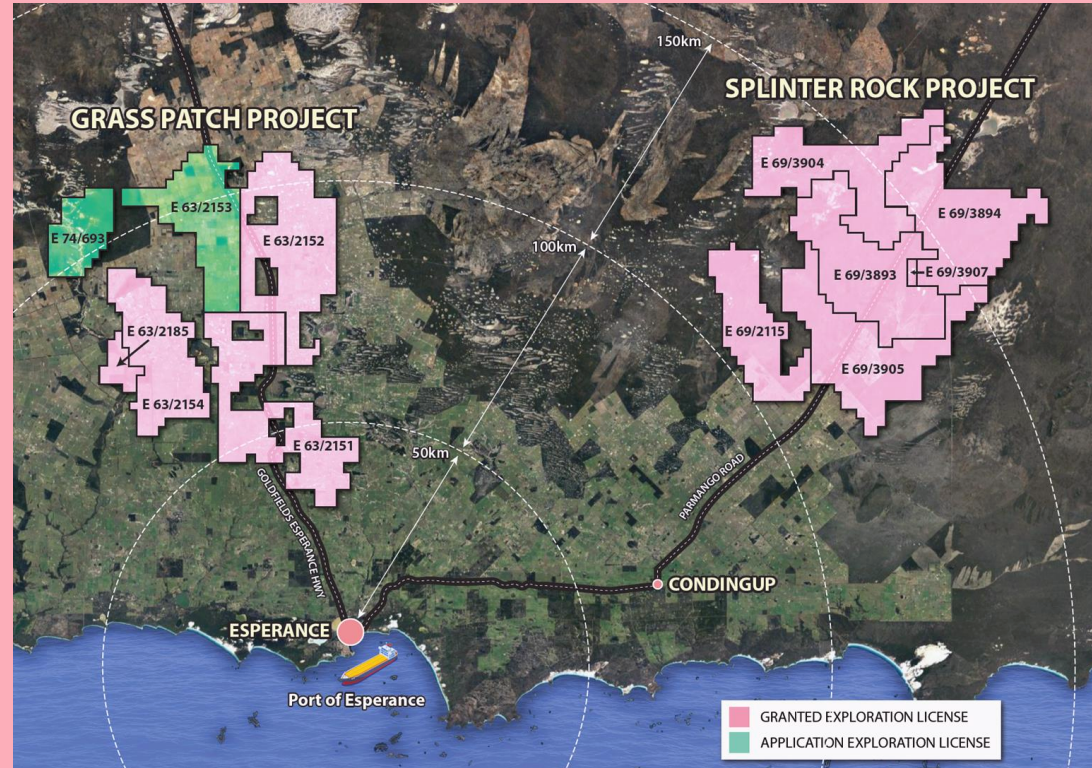 150km
SPLINTER ROCK PROJECT
GRASS PATCH PROJECT
E 69/3904
E 63/2153
E 69/3894
E 74/693
E 63/2152
100km
E 69/3893
E 69/3907
E 63/2185
E 69/2115
E 69/3905
E 63/2154
E 63/2151
50km
PARMANGO ROAD
GOLDFIELDS ESPERANCE HWY
CONDINGUP
ESPERANCE
Port of Esperance
GRANTED EXPLORATION LICENSE
APPLICATION EXPLORATION LICENSE